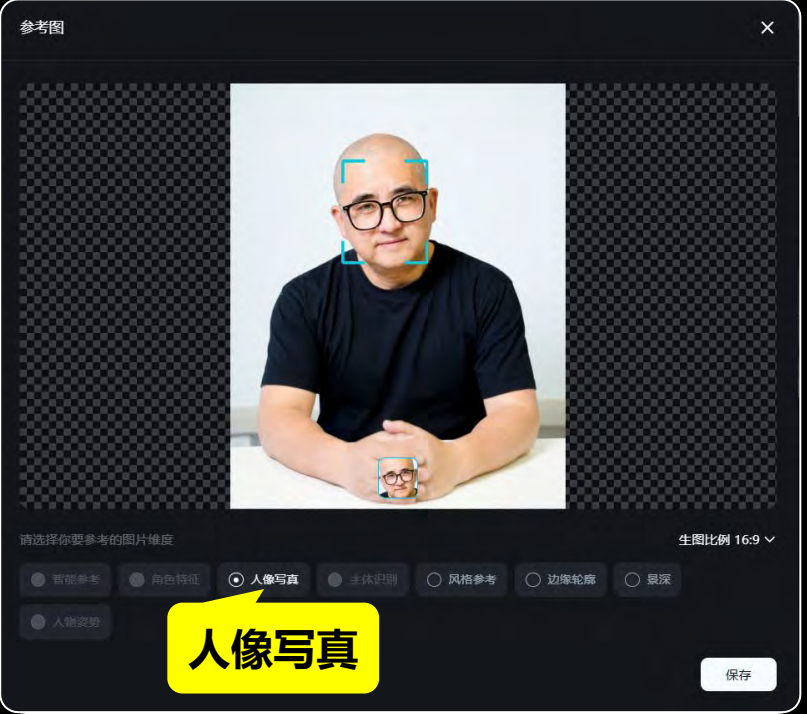 参考图
请选择你要参考的图片维度
生图比例 16:9
智能参考 角色特征 人像写真 主体识别 风格参考 边缘轮廓 景深
人物姿势
人像写真
保存